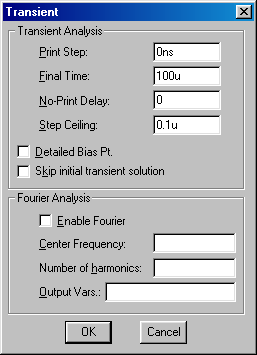 Transient
Transient Analysis
Print Step: 0ns
Final Time: 100u
No-Print Delay: 0
Step Ceiling: 0.1u
Detailed Bias Pt.
Skip initial transient solution
Fourier Analysis
Enable Fourier
Center Frequency:
Number of harmonics:
Output Vars.:
OK Cancel